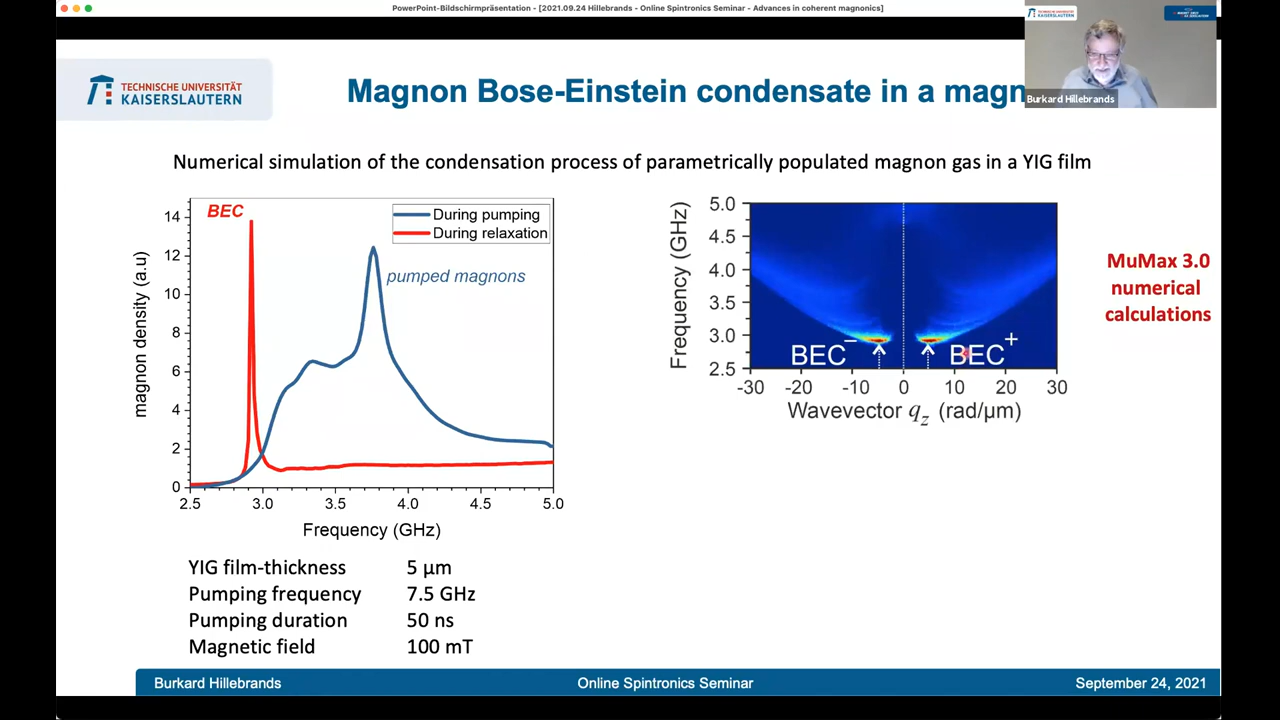 PowerPoint-Bildschirmpräsentation - [2021.09.24 Hillebrands - Online Spintronics Seminar - Advances in coherent magnonics]
TECHNISCHE UNIVERSITÄT
KAISERSLAUTERN
Magnon Bose-Einstein condensate in a magn
TECHNISCHE UNIVERSITÄT
KAISERSLAUTERN
Burkard Hillebrands
Numerical simulation of the condensation process of parametrically populated magnon gas in a YIG film
BEC
During pumping
During relaxation
pumped magnons
magnon density (a.u)
14
12
10
8
6
4
2
0
2.5 3.0 3.5 4.0 4.5 5.0
Frequency (GHz)
Frequency (GHz)
5.0
4.5
4.0
3.5
3.0
2.5
BEC⁻ BEC⁺
-30 -20 -10 0 10 20 30
Wavevector q_z (rad/µm)
MuMax 3.0
numerical
calculations
YIG film-thickness 5 µm
Pumping frequency 7.5 GHz
Pumping duration 50 ns
Magnetic field 100 mT
Burkard Hillebrands Online Spintronics Seminar September 24, 2021